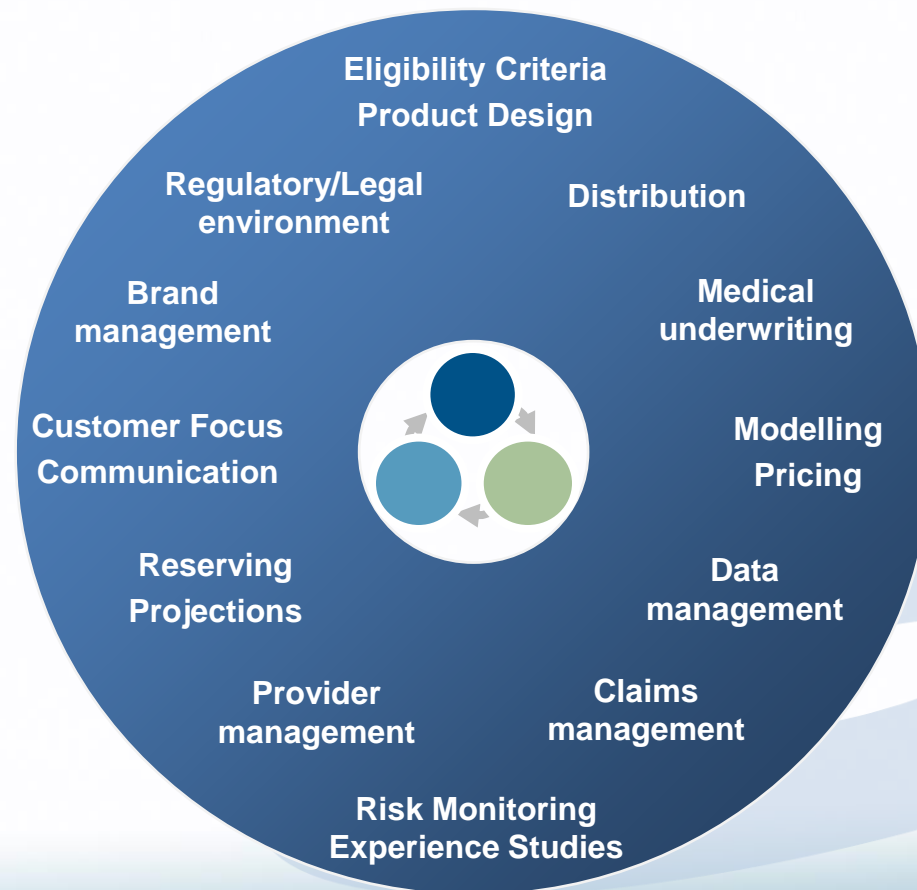 Eligibility Criteria
Product Design
Regulatory/Legal
environment
Distribution
Brand
management
Medical
underwriting
Customer Focus
Communication
Modelling
Pricing
Reserving
Projections
Data
management
Provider
management
Claims
management
Risk Monitoring
Experience Studies